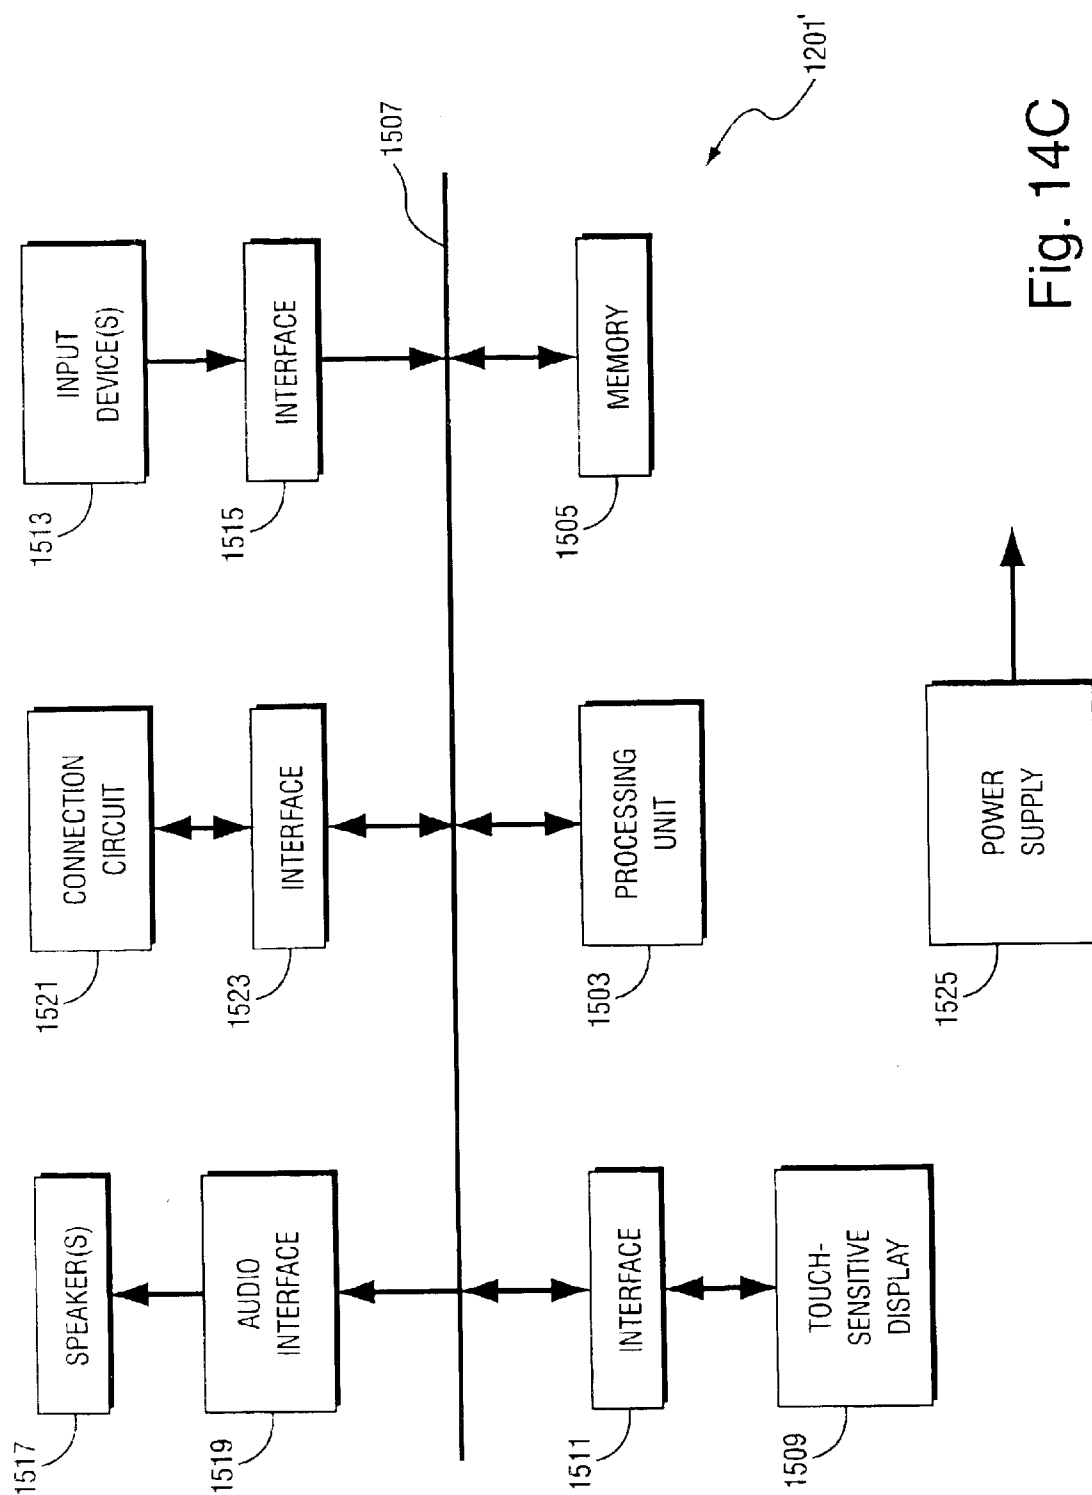 1517
SPEAKER(S)
1519
AUDIO
INTERFACE
1511
INTERFACE
1509
TOUCH-
SENSITIVE
DISPLAY
1521
CONNECTION
CIRCUIT
1523
INTERFACE
1503
PROCESSING
UNIT
1525
POWER
SUPPLY
1513
INPUT
DEVICE(S)
1515
INTERFACE
1505
MEMORY
1507
1201'
Fig. 14C